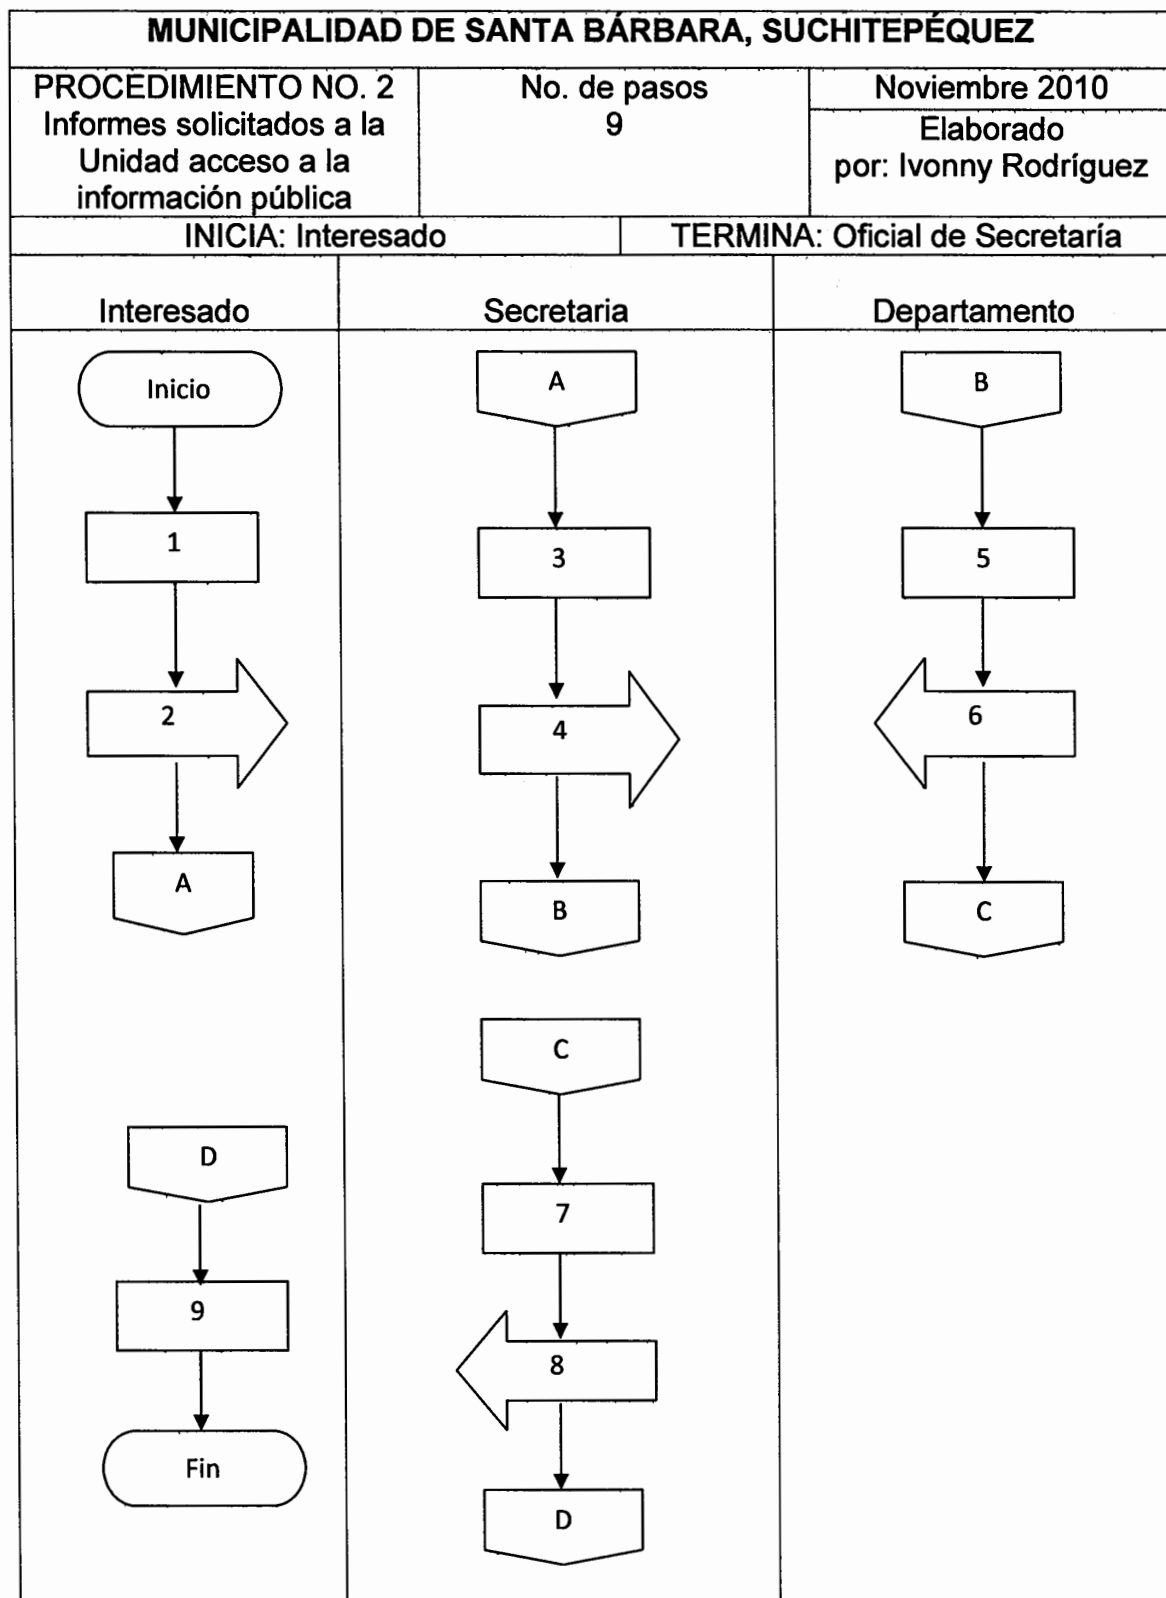 MUNICIPALIDAD DE SANTA BÁRBARA, SUCHITEPÉQUEZ
PROCEDIMIENTO NO. 2
Informes solicitados a la
Unidad acceso a la
información pública
No. de pasos
9
Noviembre 2010
Elaborado
por: Ivonny Rodríguez
INICIA: Interesado
TERMINA: Oficial de Secretaría
Interesado
Secretaria
Departamento
Inicio
1
2
A
D
9
Fin
A
3
4
B
C
7
8
D
B
5
6
C